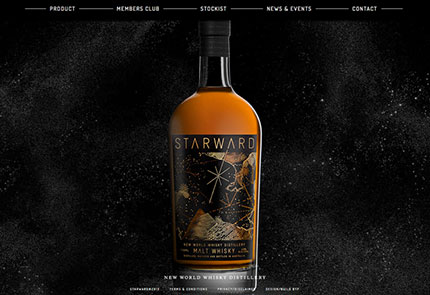 PRODUCT MEMBERS CLUB STOCKIST NEWS & EVENTS CONTACT
STARWARD
NEW WORLD WHISKY DISTILLERY
MALT WHISKY
NEW WORLD WHISKY DISTILLERY
TERMS & CONDITIONS